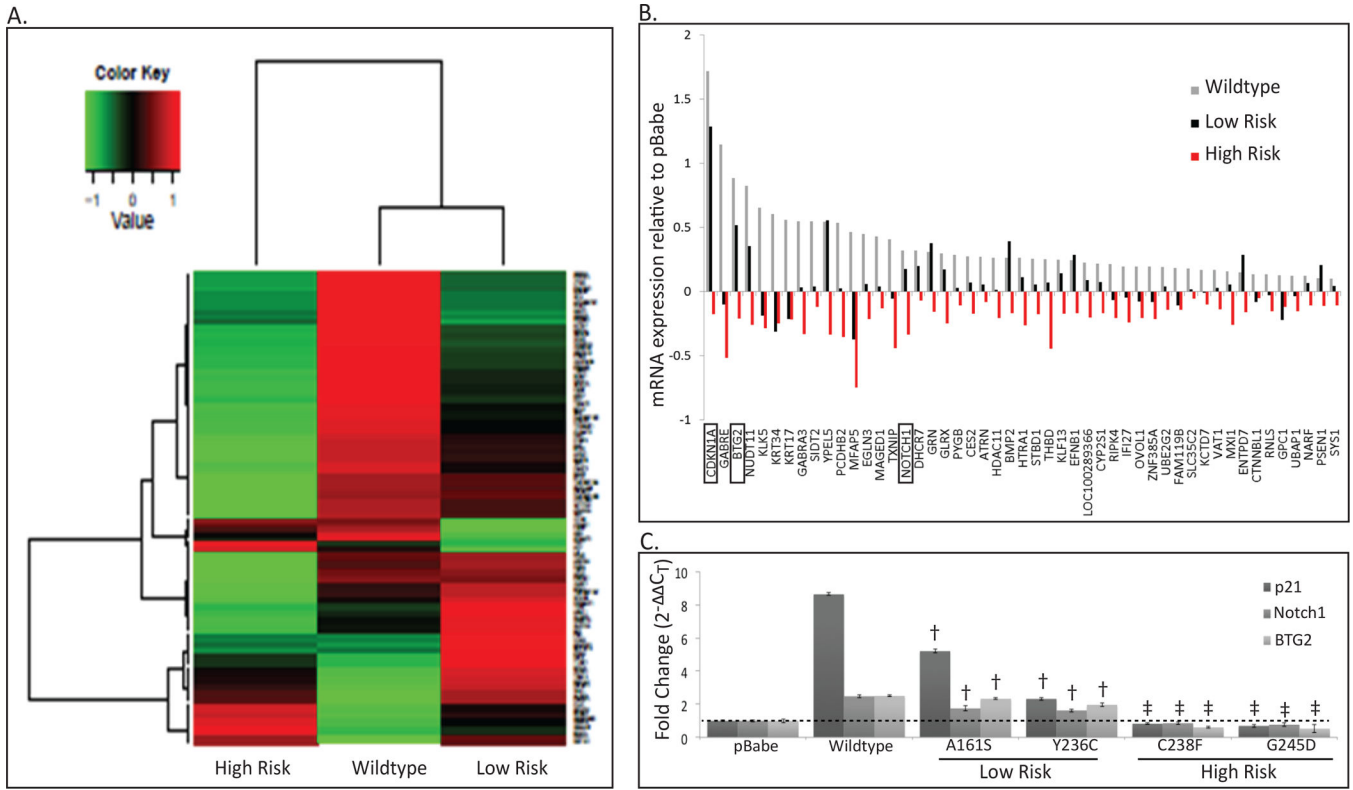 A.
Color Key
−1 0 1
Value
High Risk Wildtype Low Risk
B.
mRNA expression relative to pBabe
2
1.5
1
0.5
0
-0.5
-1
Wildtype
Low Risk
High Risk
CDKN1A
GABRE
BTG2
NUDT11
KLK5
KRT34
KRT17
GABRA3
SIDT2
YPEL5
PCDHB2
MFAP5
EGLN3
MAGED1
TXNIP
NOTCH1
DHCR7
GRN
GLRX
PYGB
CES2
ATRN
HDAC11
BMP2
HTRA1
STBD1
THBD
KLF13
EFNB1
LOC100289366
CYP2S1
RIPK4
IFI27
OVOL1
ZNF385A
UBE2G2
FAM119B
SLC35C2
KCTD7
VAT1
MXI1
ENTPD7
CTNNBL1
RNLS
GPC1
UBAP1
NARF
PSEN1
SYS1
C.
Fold Change (2-ΔΔCT)
10
8
6
4
2
0
p21
Notch1
BTG2
† † † † † † ‡ ‡ ‡ ‡ ‡ ‡
pBabe Wildtype A161S Y236C C238F G245D
Low Risk High Risk